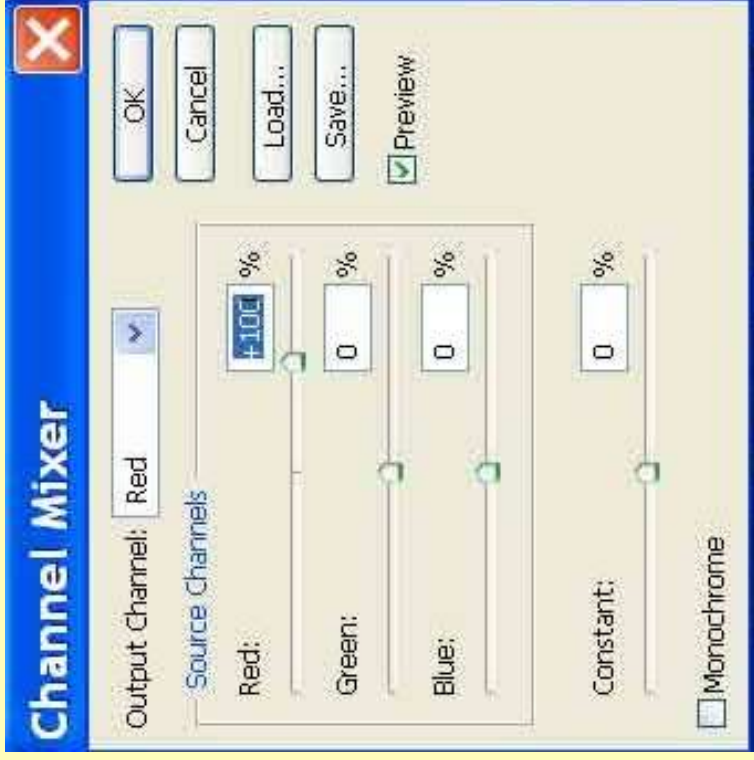 Channel Mixer
Output Channel: Red
OK
Cancel
Source Channels
Red: +100 %
Load...
Green: 0 %
Save...
Blue: 0 %
Preview
Constant: 0 %
Monochrome